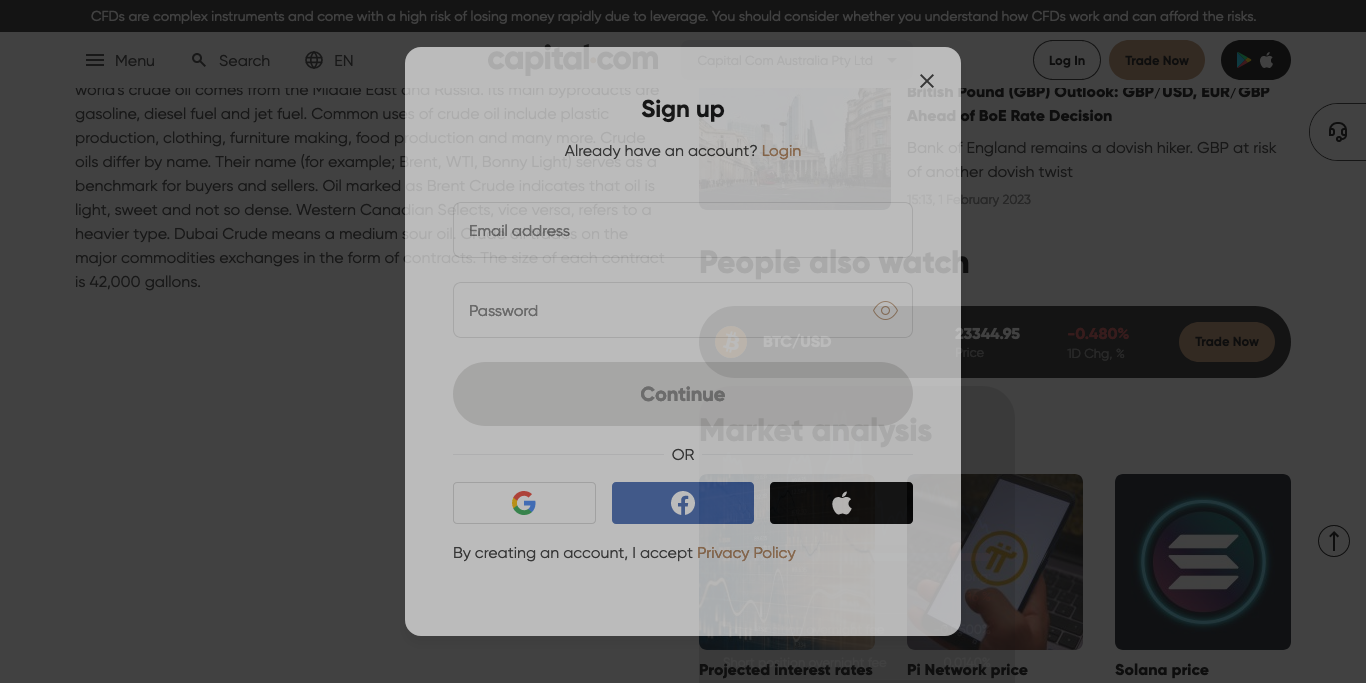 CFDs are complex instruments and come with a high risk of losing money rapidly due to leverage. You should consider whether you understand how CFDs work and can afford the risks.
Menu
Search
EN
capital.com
Capital Com Australia Pty Ltd
Log In
Trade Now
world's crude oil comes from the Middle East and Russia. Its main byproducts are
gasoline, diesel fuel and jet fuel. Common uses of crude oil include plastic
production, clothing, furniture making, food production and many more. Crude
oils differ by name. Their name (for example; Brent, WTI, Bonny Light) serves as a
benchmark for buyers and sellers. Oil marked as Brent Crude indicates that oil is
light, sweet and not so dense. Western Canadian Selects, vice versa, refers to a
heavier type. Dubai Crude means a medium sour oil. Crude oil trades on the
major commodities exchanges in the form of contracts. The size of each contract
is 42,000 gallons.
Sign up
Already have an account? Login
Email address
Password
Continue
OR
By creating an account, I accept Privacy Policy
British Pound (GBP) Outlook: GBP/USD, EUR/GBP
Ahead of BoE Rate Decision
Bank of England remains a dovish hiker. GBP at risk
of another dovish twist
15:13, 1 February 2023
People also watch
BTC/USD
23344.95
Price
-0.480%
1D Chg, %
Trade Now
Market analysis
Projected interest rates
Pi Network price
Solana price